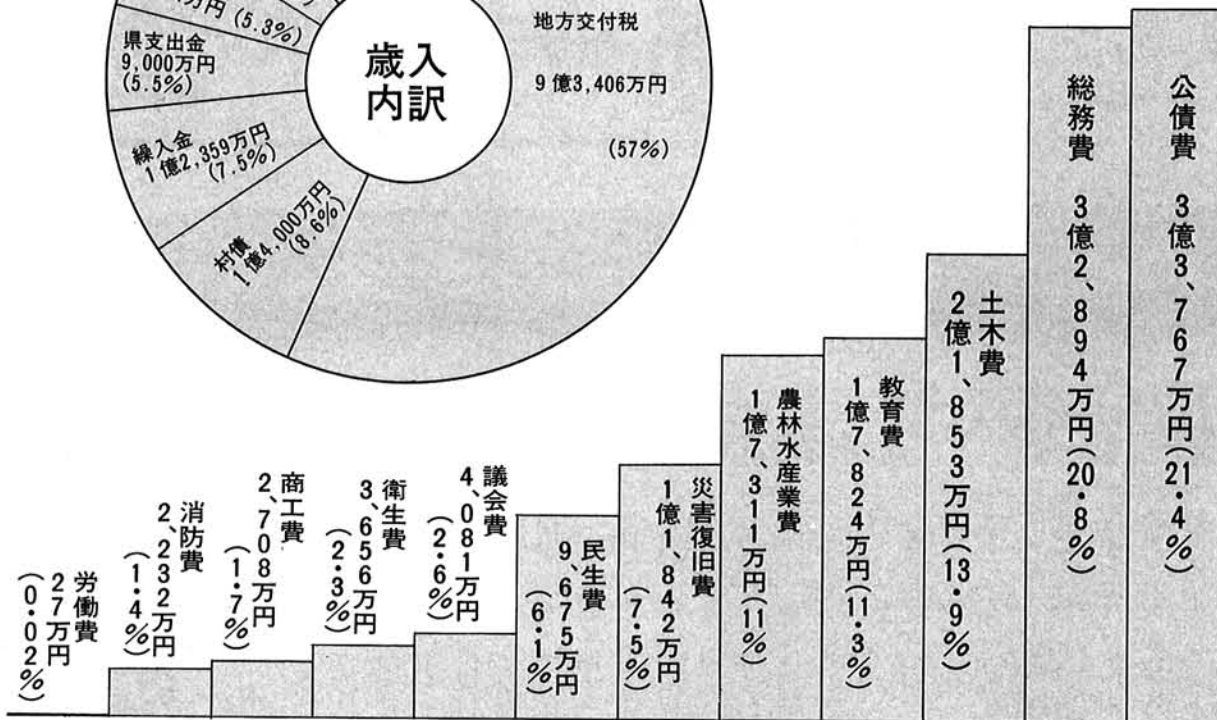 万円(5.3%)
県支出金
9,000万円
(5.5%)
繰入金
1億2,359万円
(7.5%)
村債
1億4,000万円
(8.6%)
歳入
内訳
地方交付税
9億3,406万円
(57%)
公債費 3億3、767万円(21・4%)
総務費 3億2、894万円(20・8%)
土木費
2億1、853万円(13・9%)
教育費
1億7、824万円(11・3%)
農林水産業費
1億7、311万円(11%)
災害復旧費
1億1、842万円
(7・5%)
民生費
9、675万円
(6・1%)
議会費
4、081万円
(2・6%)
衛生費
3、656万円
(2・3%)
商工費
2、708万円
(1・7%)
消防費
2、232万円
(1・4%)
労働費
27万円
(0・02%)